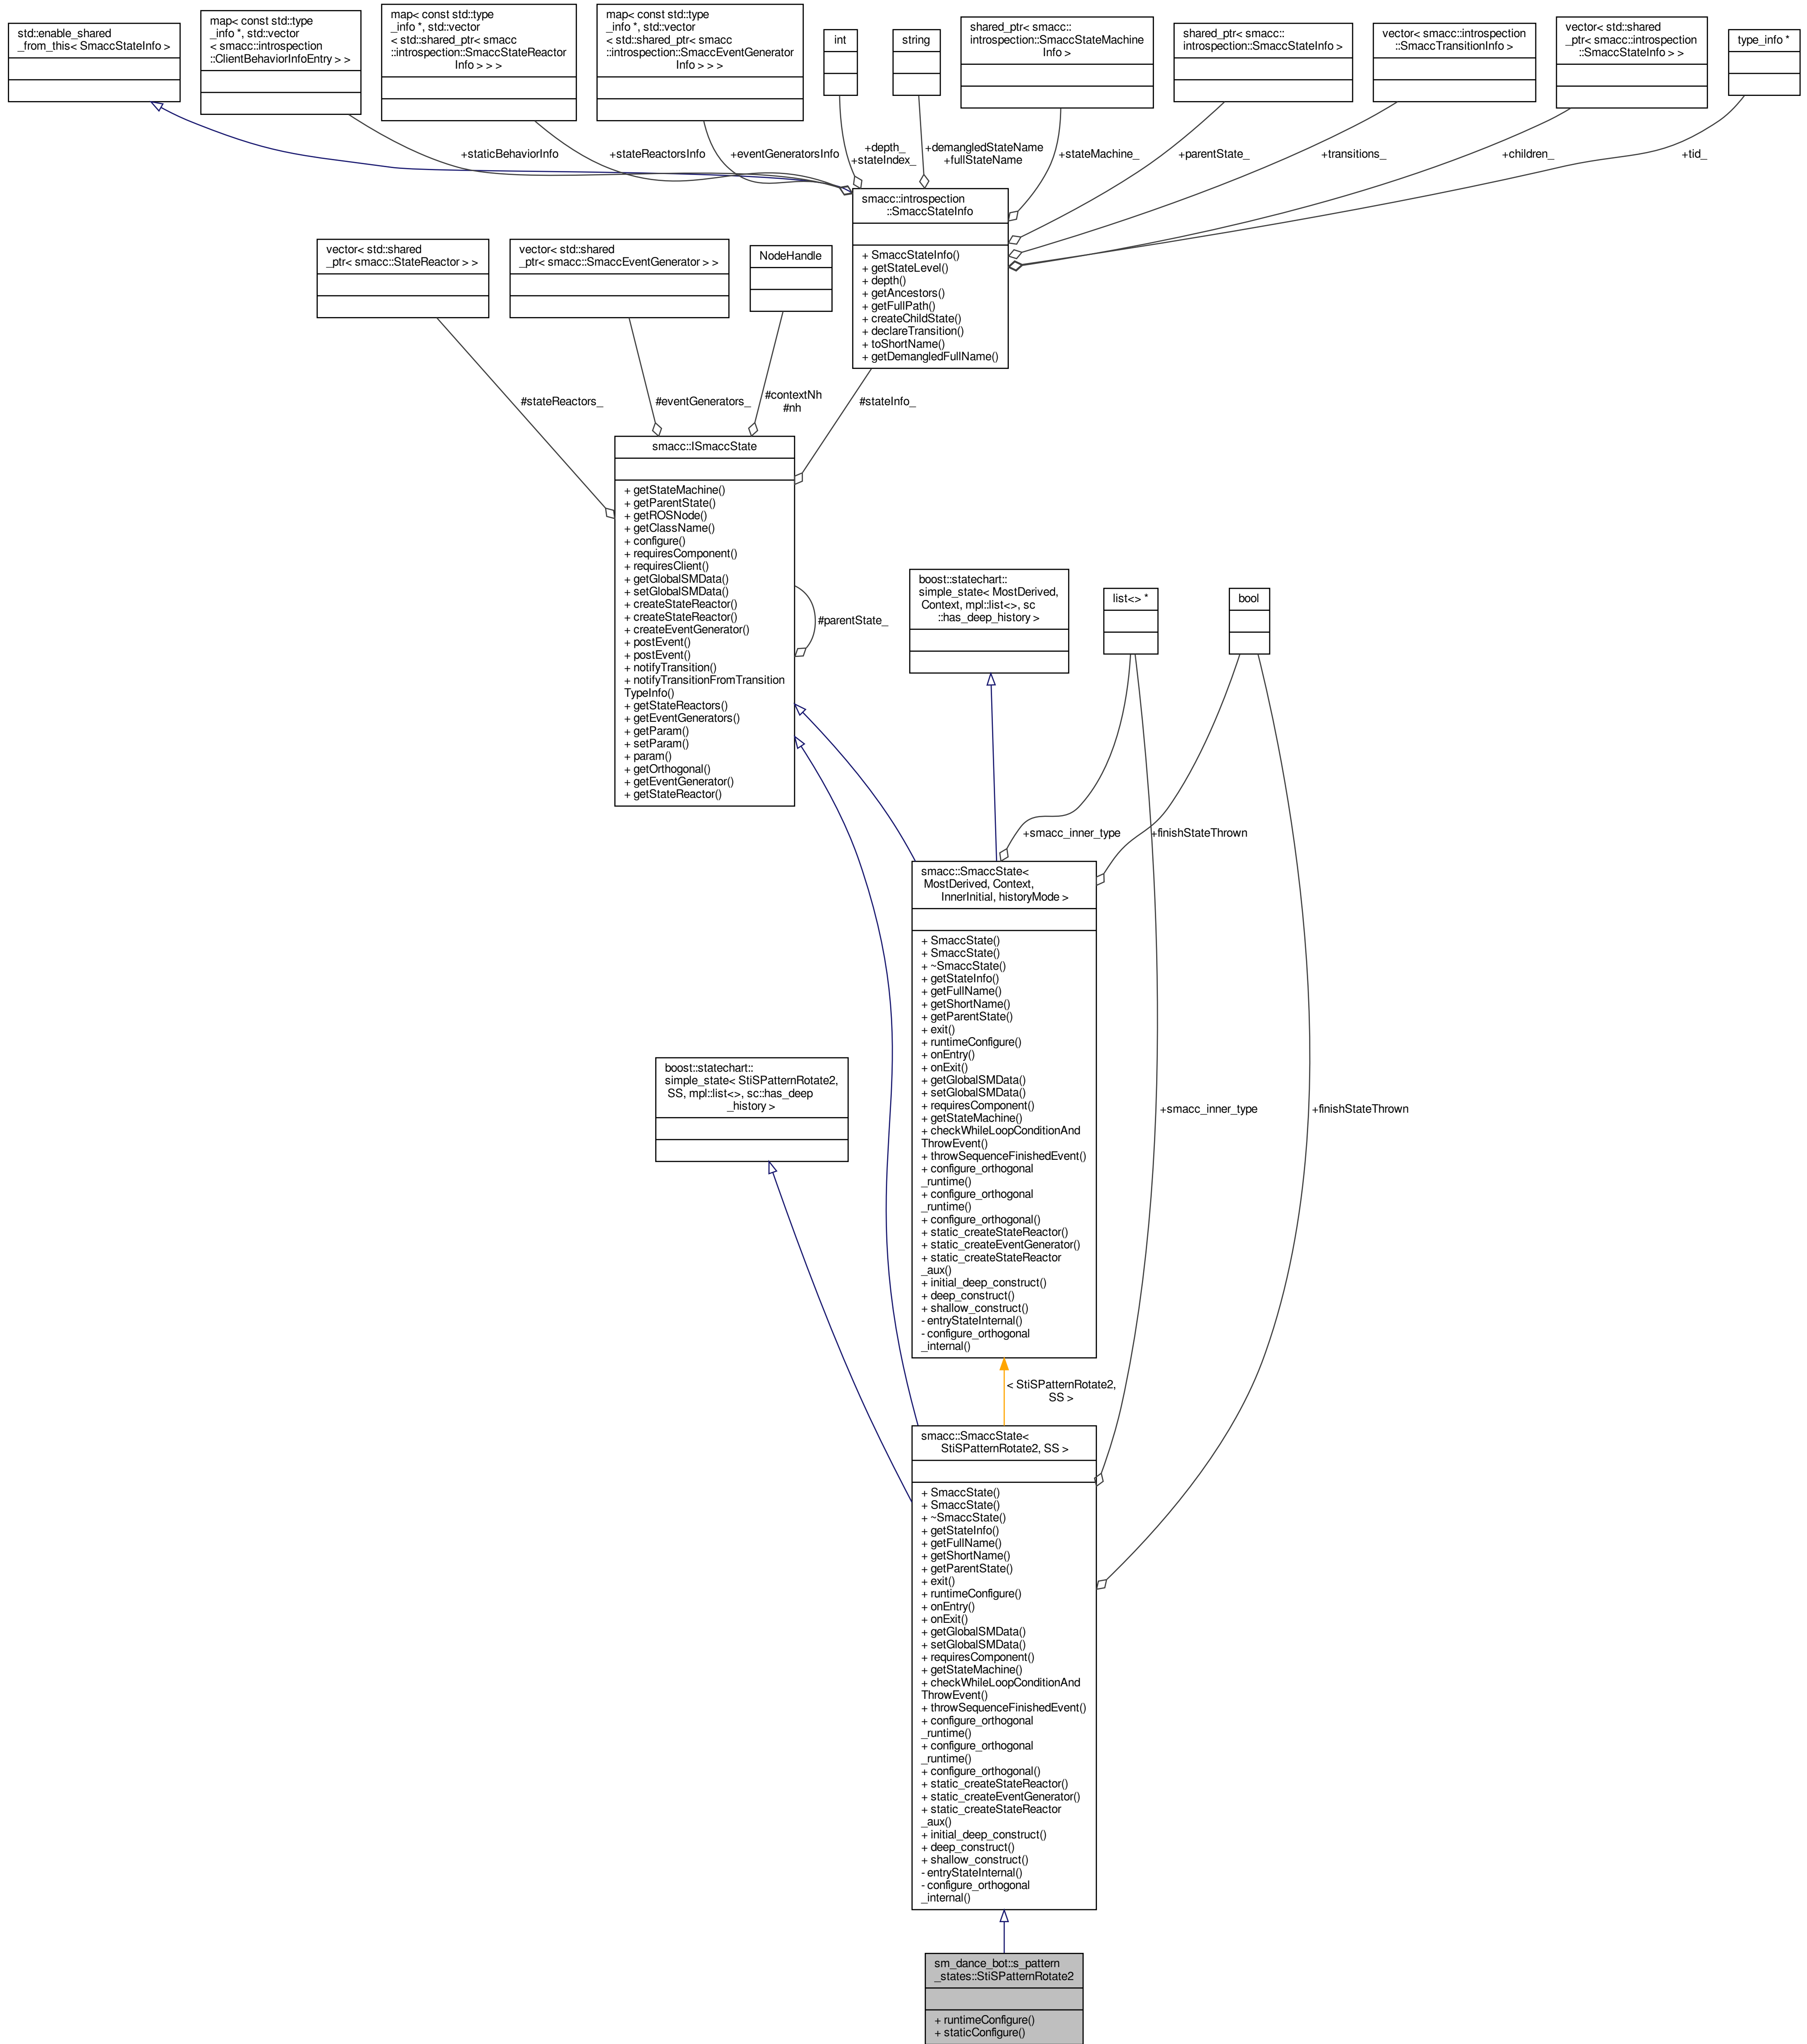 std::enable_shared
_from_this< SmaccStateInfo >
map< const std::type
_info *, std::vector
< smacc::introspection
::ClientBehaviorInfoEntry > >
map< const std::type
_info *, std::vector
< std::shared_ptr< smacc
::introspection::SmaccStateReactor
Info > > >
map< const std::type
_info *, std::vector
< std::shared_ptr< smacc
::introspection::SmaccEventGenerator
Info > > >
int
string
shared_ptr< smacc::
introspection::SmaccStateMachine
Info >
shared_ptr< smacc::
introspection::SmaccStateInfo >
vector< smacc::introspection
::SmaccTransitionInfo >
vector< std::shared
_ptr< smacc::introspection
::SmaccStateInfo > >
type_info *
+staticBehaviorInfo
+stateReactorsInfo
+eventGeneratorsInfo
+depth_
+stateIndex_
+demangledStateName
+fullStateName
+stateMachine_
+parentState_
+transitions_
+children_
+tid_
smacc::introspection
::SmaccStateInfo
+ SmaccStateInfo()
+ getStateLevel()
+ depth()
+ getAncestors()
+ getFullPath()
+ createChildState()
+ declareTransition()
+ toShortName()
+ getDemangledFullName()
vector< std::shared
_ptr< smacc::StateReactor > >
vector< std::shared
_ptr< smacc::SmaccEventGenerator > >
NodeHandle
#stateReactors_
#eventGenerators_
#contextNh
#nh
#stateInfo_
smacc::ISmaccState
+ getStateMachine()
+ getParentState()
+ getROSNode()
+ getClassName()
+ configure()
+ requiresComponent()
+ requiresClient()
+ getGlobalSMData()
+ setGlobalSMData()
+ createStateReactor()
+ createStateReactor()
+ createEventGenerator()
+ postEvent()
+ postEvent()
+ notifyTransition()
+ notifyTransitionFromTransition
TypeInfo()
+ getStateReactors()
+ getEventGenerators()
+ getParam()
+ setParam()
+ param()
+ getOrthogonal()
+ getEventGenerator()
+ getStateReactor()
#parentState_
boost::statechart::
simple_state< MostDerived,
Context, mpl::list<>, sc
::has_deep_history >
list<> *
bool
+smacc_inner_type
+finishStateThrown
smacc::SmaccState<
MostDerived, Context,
InnerInitial, historyMode >
+ SmaccState()
+ SmaccState()
+ ~SmaccState()
+ getStateInfo()
+ getFullName()
+ getShortName()
+ getParentState()
+ exit()
+ runtimeConfigure()
+ onEntry()
+ onExit()
+ getGlobalSMData()
+ setGlobalSMData()
+ requiresComponent()
+ getStateMachine()
+ checkWhileLoopConditionAnd
ThrowEvent()
+ throwSequenceFinishedEvent()
+ configure_orthogonal
_runtime()
+ configure_orthogonal
_runtime()
+ configure_orthogonal()
+ static_createStateReactor()
+ static_createEventGenerator()
+ static_createStateReactor
_aux()
+ initial_deep_construct()
+ deep_construct()
+ shallow_construct()
- entryStateInternal()
- configure_orthogonal
_internal()
boost::statechart::
simple_state< StiSPatternRotate2,
SS, mpl::list<>, sc::has_deep
_history >
+smacc_inner_type
+finishStateThrown
< StiSPatternRotate2,
SS >
smacc::SmaccState<
StiSPatternRotate2, SS >
+ SmaccState()
+ SmaccState()
+ ~SmaccState()
+ getStateInfo()
+ getFullName()
+ getShortName()
+ getParentState()
+ exit()
+ runtimeConfigure()
+ onEntry()
+ onExit()
+ getGlobalSMData()
+ setGlobalSMData()
+ requiresComponent()
+ getStateMachine()
+ checkWhileLoopConditionAnd
ThrowEvent()
+ throwSequenceFinishedEvent()
+ configure_orthogonal
_runtime()
+ configure_orthogonal
_runtime()
+ configure_orthogonal()
+ static_createStateReactor()
+ static_createEventGenerator()
+ static_createStateReactor
_aux()
+ initial_deep_construct()
+ deep_construct()
+ shallow_construct()
- entryStateInternal()
- configure_orthogonal
_internal()
sm_dance_bot::s_pattern
_states::StiSPatternRotate2
+ runtimeConfigure()
+ staticConfigure()